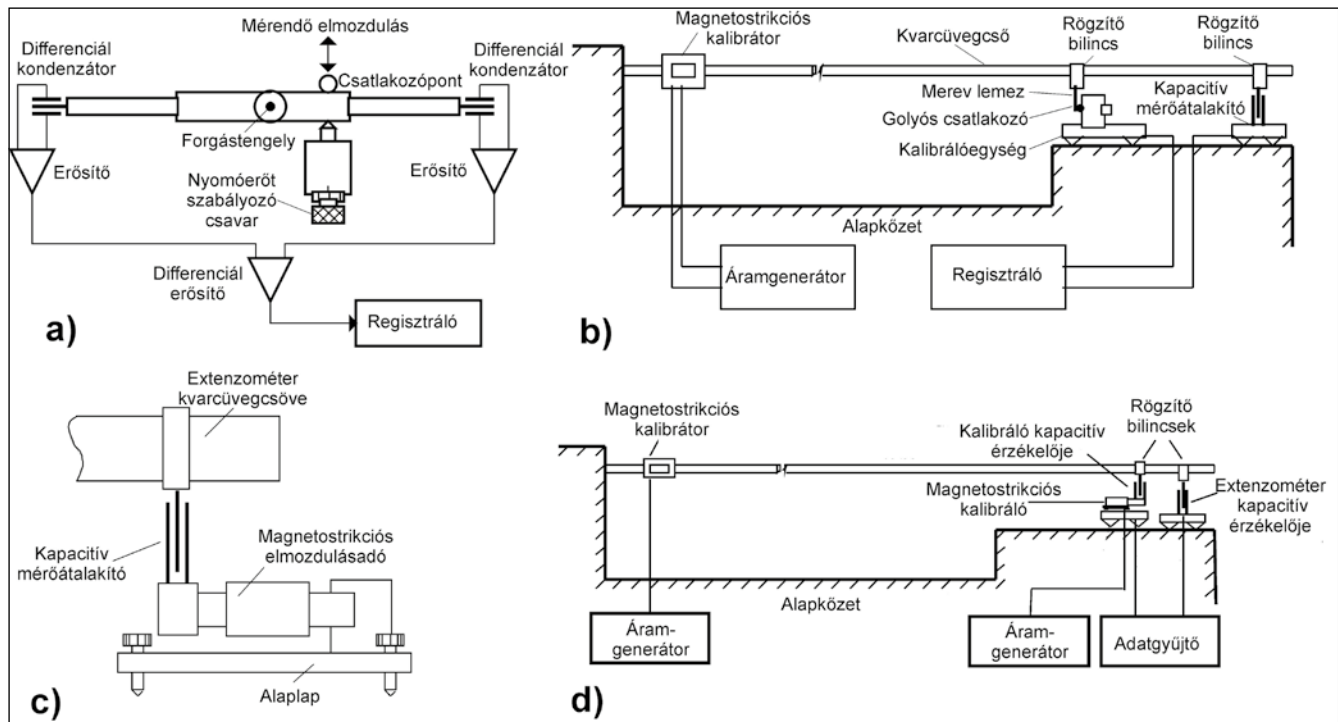 Mérendő elmozdulás
Differenciál
kondenzátor
Differenciál
kondenzátor
Csatlakozópont
Forgástengely
Erősítő
Erősítő
Nyomóerőt
szabályozó
csavar
Differenciál
erősítő
Regisztráló
a)
Magnetostrikciós
kalibrátor
Kvarcüvegcső
Rögzítő
bilincs
Rögzítő
bilincs
Merev lemez
Golyós csatlakozó
Kalibrálóegység
Kapacitív
mérőátalakító
Alapkőzet
Áramgenerátor
Regisztráló
b)
Extenzométer
kvarcüvegcsöve
Kapacitív
mérőátalakító
Magnetostrikciós
elmozdulásadó
Alaplap
c)
Magnetostrikciós
kalibrátor
Rögzítő
bilincsek
Kalibráló kapacitív
érzékelője
Magnetostrikciós
kalibráló
Extenzométer
kapacitív
érzékelője
Alapkőzet
Áram-
generátor
Áram-
generátor
Adatgyűjtő
d)